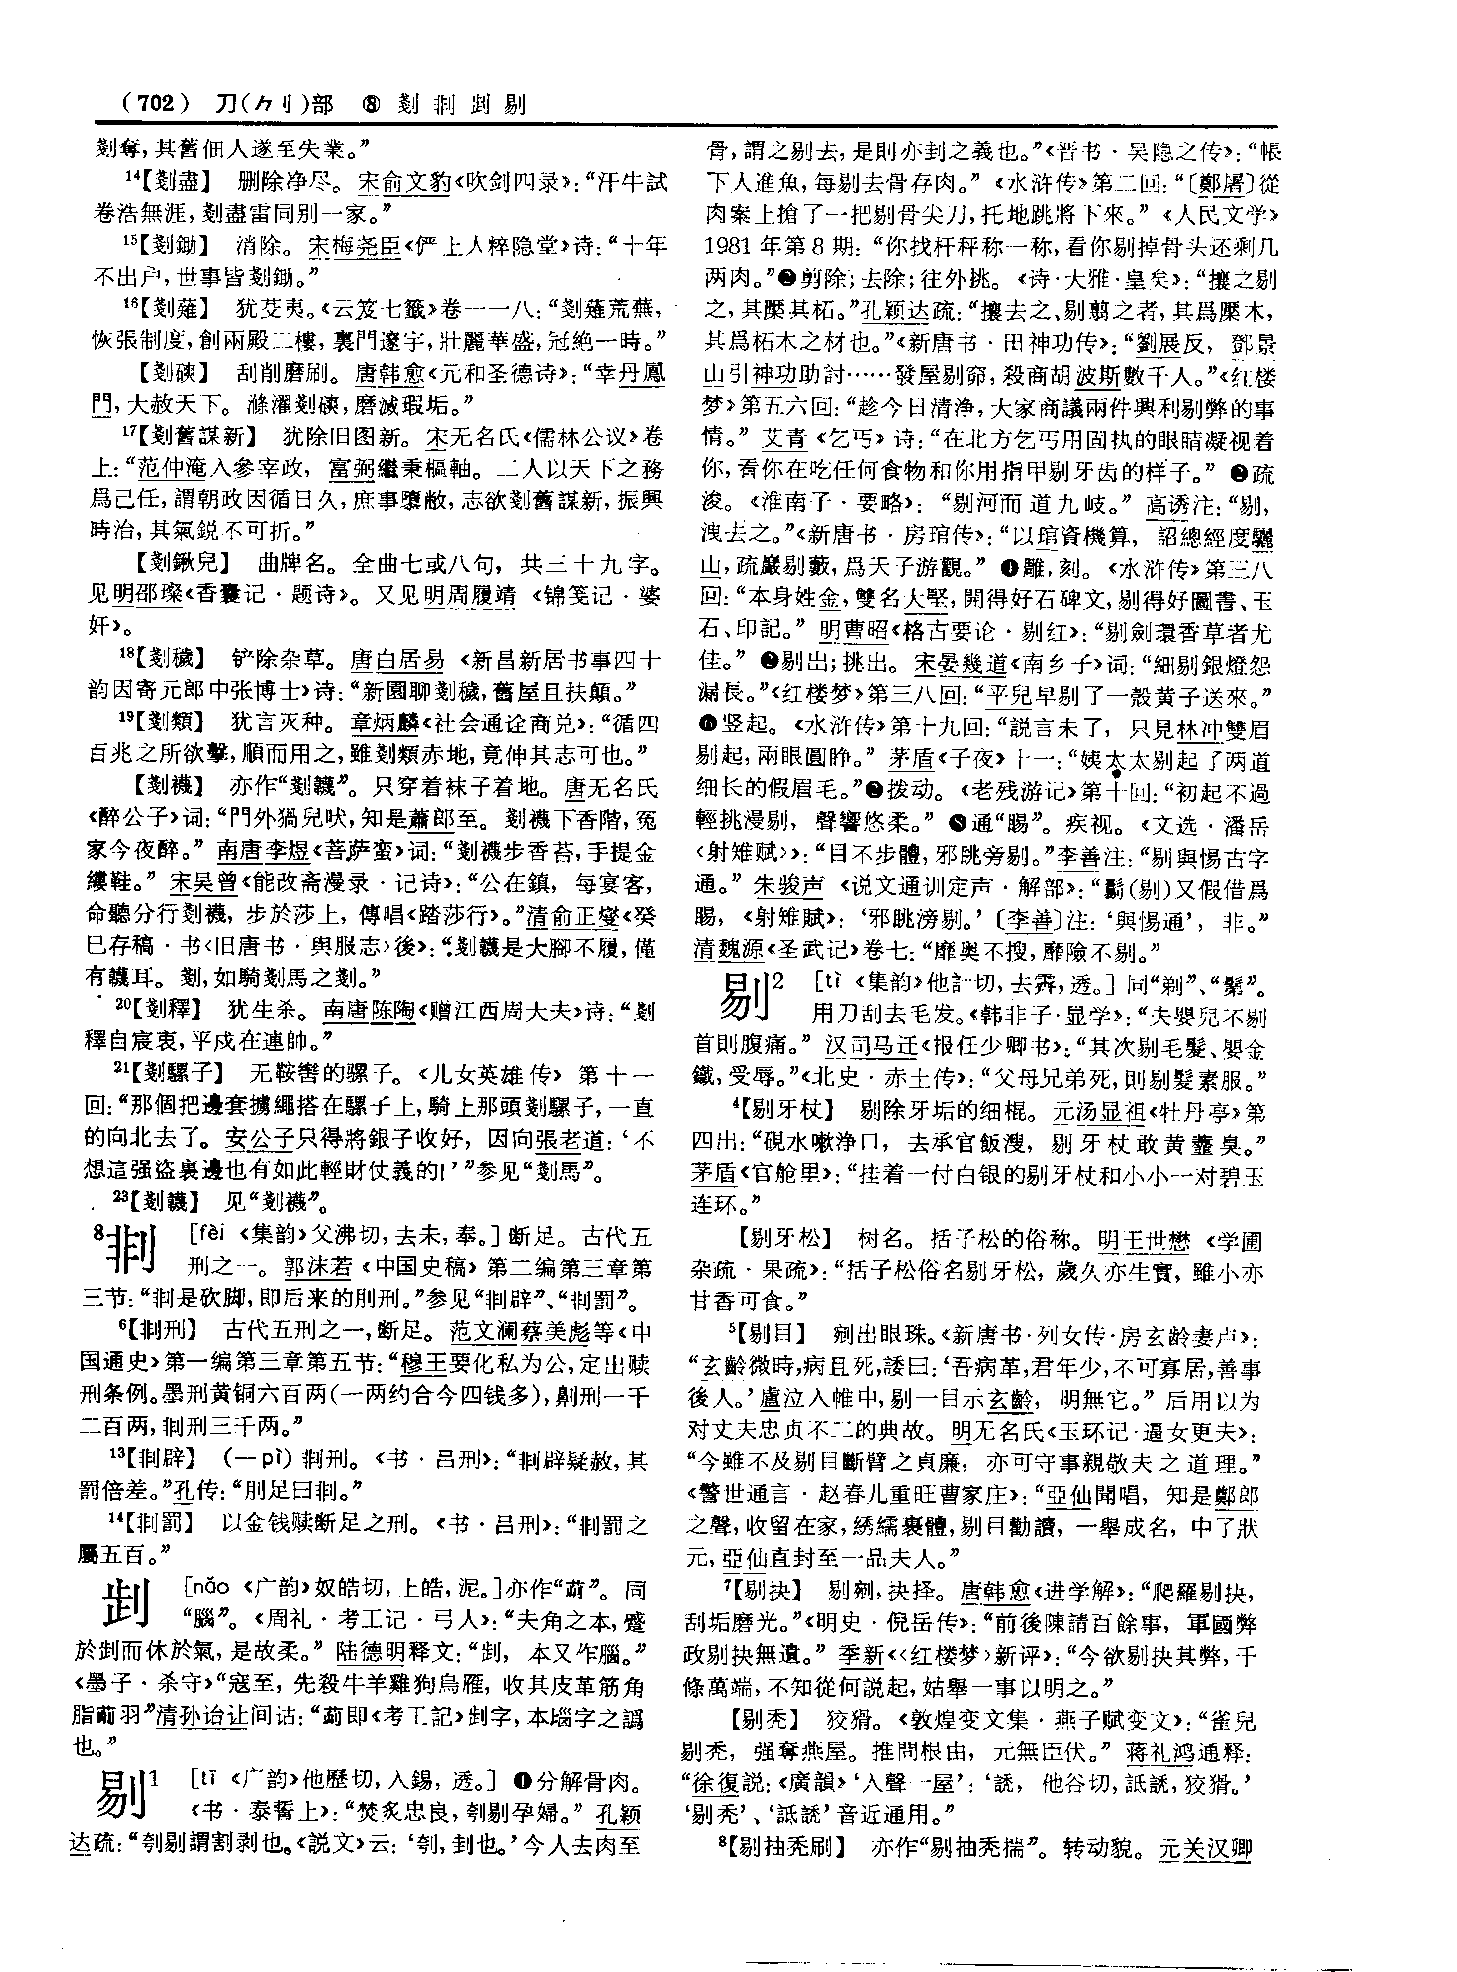 (702) 刀(𠂊刂)部 ⑧ 剗 剕 㓣 剔
剗奪,其舊佃人遂至失業。”
14【剗盡】 删除净尽。宋俞文豹《吹剑四录》:“汗牛試
卷浩無涯,剗盡雷同别一家。”
15【剗鋤】 消除。宋梅尧臣《俨上人粹隐堂》诗:“十年
不出户,世事皆剗鋤。”
16【剗薙】 犹芟夷。《云笈七籤》卷一一八:“剗薙荒蕪,
恢張制度,創兩殿二樓,裏門邃宇,壯麗華盛,冠絶一時。”
【剗磢】 刮削磨刷。唐韩愈《元和圣德诗》:“幸丹鳳
門,大赦天下。滌濯剗磢,磨滅瑕垢。”
17【剗舊謀新】 犹除旧图新。宋无名氏《儒林公议》卷
上:“范仲淹入參宰政,富弼繼秉樞軸。二人以天下之務
爲己任,謂朝政因循日久,庶事隳敝,志欲剗舊謀新,振興
時治,其氣鋭不可折。”
【剗鍬兒】 曲牌名。全曲七或八句,共三十九字。
见明邵璨《香囊记·题诗》。又见明周履靖《锦笺记·婆
奸》。
18【剗穢】 铲除杂草。唐白居易《新昌新居书事四十
韵因寄元郎中张博士》诗:“新園聊剗穢,舊屋且扶顛。”
19【剗類】 犹言灭种。章炳麟《社会通诠商兑》:“循四
百兆之所欲擊,順而用之,雖剗類赤地,竟伸其志可也。”
【剗襪】 亦作“剗韤”。只穿着袜子着地。唐无名氏
《醉公子》词:“門外猧兒吠,知是蕭郎至。剗襪下香階,冤
家今夜醉。”南唐李煜《菩萨蛮》词:“剗襪步香苔,手提金
縷鞋。”宋吴曾《能改斋漫录·记诗》:“公在鎮,每宴客,
命聽分行剗襪,步於莎上,傳唱《踏莎行》。”清俞正燮《癸
巳存稿·书〈旧唐书·舆服志〉後》:“剗韤是大腳不履,僅
有韤耳。剗,如騎剗馬之剗。”
20【剗釋】 犹生杀。南唐陈陶《赠江西周大夫》诗:“剗
釋自宸衷,平戍在連帥。”
21【剗騾子】 无鞍辔的骡子。《儿女英雄传》第十一
回:“那個把邊套擄繩搭在騾子上,騎上那頭剗騾子,一直
的向北去了。安公子只得將銀子收好,因向張老道:‘不
想這强盗裏邊也有如此輕財仗義的!’”参见“剗馬”。
23【剗韤】 见“剗襪”。
8剕 [fèi 《集韵》父沸切,去未,奉。]断足。古代五
刑之一。郭沫若《中国史稿》第二编第三章第
三节:“剕是砍脚,即后来的刖刑。”参见“剕辟”、“剕罰”。
6【剕刑】 古代五刑之一,断足。范文澜蔡美彪等《中
国通史》第一编第三章第五节:“穆王要化私为公,定出赎
刑条例。墨刑黄铜六百两(一两约合今四钱多),劓刑一千
二百两,剕刑三千两。”
13【剕辟】 (—pì) 剕刑。《书·吕刑》:“剕辟疑赦,其
罰倍差。”孔传:“刖足曰剕。”
14【剕罰】 以金钱赎断足之刑。《书·吕刑》:“剕罰之
屬五百。”
㓣 [nǎo 《广韵》奴皓切,上皓,泥。]亦作“䓩”。同
“腦”。《周礼·考工记·弓人》:“夫角之本,蹙
於㓣而休於氣,是故柔。”陆德明释文:“㓣,本又作腦。”
《墨子·杂守》“寇至,先殺牛羊雞狗烏雁,收其皮革筋角
脂䓩羽”清孙诒让间诂:“䓩即《考工記》㓣字,本㛴字之譌
也。”
剔1 [tī 《广韵》他歷切,入錫,透。] ❶分解骨肉。
《书·泰誓上》:“焚炙忠良,刳剔孕婦。”孔颖
达疏:“刳剔謂割剥也。《説文》云:‘刳,刲也。’今人去肉至
骨,謂之剔去,是則亦刲之義也。”《晋书·吴隐之传》:“帳
下人進魚,每剔去骨存肉。”《水浒传》第二回:“〔鄭屠〕從
肉案上搶了一把剔骨尖刀,托地跳將下來。”《人民文学》
1981年第8期:“你找杆秤称一称,看你剔掉骨头还剩几
两肉。”❷剪除;去除;往外挑。《诗·大雅·皇矣》:“攘之剔
之,其檿其柘。”孔颖达疏:“攘去之、剔翦之者,其爲檿木,
其爲柘木之材也。”《新唐书·田神功传》:“劉展反,鄧景
山引神功助討……發屋剔窌,殺商胡波斯數千人。”《红楼
梦》第五六回:“趁今日清净,大家商議兩件興利剔弊的事
情。”艾青《乞丐》诗:“在北方乞丐用固执的眼睛凝视着
你,看你在吃任何食物和你用指甲剔牙齿的样子。”❸疏
浚。《淮南子·要略》:“剔河而道九岐。”高诱注:“剔,
洩去之。”《新唐书·房琯传》:“以琯資機算,詔總經度驪
山,疏巖剔藪,爲天子游觀。”❹雕,刻。《水浒传》第三八
回:“本身姓金,雙名大堅,開得好石碑文,剔得好圖書、玉
石、印記。”明曹昭《格古要论·剔红》:“剔劍環香草者尤
佳。”❺剔出;挑出。宋晏幾道《南乡子》词:“細剔銀燈怨
漏長。”《红楼梦》第三八回:“平兒早剔了一殼黄子送來。”
❻竖起。《水浒传》第十九回:“説言未了,只見林冲雙眉
剔起,兩眼圓睁。”茅盾《子夜》十一:“姨太太剔起了两道
细长的假眉毛。”❼拨动。《老残游记》第十回:“初起不過
輕挑漫剔,聲響悠柔。”❽通“賜”。疾视。《文选·潘岳
〈射雉赋〉》:“目不步體,邪眺旁剔。”李善注:“剔與惕古字
通。”朱骏声《说文通训定声·解部》:“鬄(剔)又假借爲
賜,《射雉賦》:‘邪眺滂剔。’〔李善〕注:‘與惕通’,非。”
清魏源《圣武记》卷七:“靡奥不搜,靡險不剔。”
剔2 [tì 《集韵》他計切,去霽,透。]同“剃”、“鬀”。
用刀刮去毛发。《韩非子·显学》:“夫嬰兒不剔
首則腹痛。”汉司马迁《报任少卿书》:“其次剔毛髮、嬰金
鐵,受辱。”《北史·赤土传》:“父母兄弟死,則剔髮素服。”
4【剔牙杖】 剔除牙垢的细棍。元汤显祖《牡丹亭》第
四出:“硯水嗽浄口,去承官飯溲,剔牙杖敢黄虀臭。”
茅盾《官舱里》:“挂着一付白银的剔牙杖和小小一对碧玉
连环。”
【剔牙松】 树名。括子松的俗称。明王世懋《学圃
杂疏·果疏》:“括子松俗名剔牙松,歲久亦生實,雖小亦
甘香可食。”
5【剔目】 剜出眼珠。《新唐书·列女传·房玄龄妻卢》:
“玄齡微時,病且死,諉曰:‘吾病革,君年少,不可寡居,善事
後人。’盧泣入帷中,剔一目示玄齡,明無它。”后用以为
对丈夫忠贞不二的典故。明无名氏《玉环记·逼女更夫》:
“今雖不及剔目斷臂之貞廉,亦可守事親敬夫之道理。”
《警世通言·赵春儿重旺曹家庄》:“亞仙聞唱,知是鄭郎
之聲,收留在家,綉繻裹體,剔目勸讀,一舉成名,中了狀
元,亞仙直封至一品夫人。”
7【剔抉】 剔剜,抉择。唐韩愈《进学解》:“爬羅剔抉,
刮垢磨光。”《明史·倪岳传》:“前後陳請百餘事,軍國弊
政剔抉無遺。”季新《〈红楼梦〉新评》:“今欲剔抉其弊,千
條萬端,不知從何説起,姑舉一事以明之。”
【剔秃】 狡猾。《敦煌变文集·燕子赋变文》:“雀兒
剔禿,强奪燕屋。推問根由,元無臣伏。”蒋礼鸿通释:
“徐復説:《廣韻》‘入聲一屋’:‘誘,他谷切,詆誘,狡猾。’
‘剔秃’、‘詆誘’音近通用。”
8【剔抽秃刷】 亦作“剔抽秃揣”。转动貌。元关汉卿